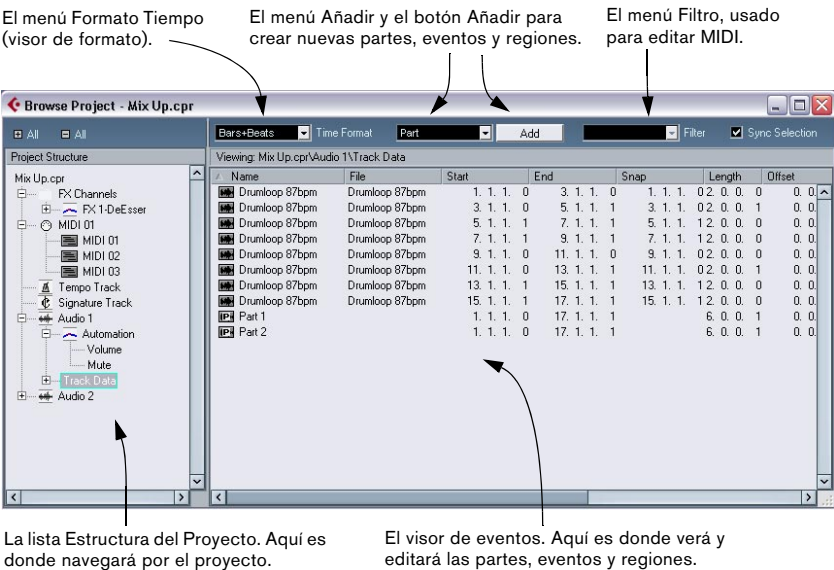 El menú Formato Tiempo
(visor de formato).
El menú Añadir y el botón Añadir para
crear nuevas partes, eventos y regiones.
El menú Filtro, usado
para editar MIDI.
Browse Project - Mix Up.cpr
All All
Bars+Beats Time Format Part Add Filter Sync Selection
Project Structure
Viewing: Mix Up.cpr\Audio 1\Track Data
Mix Up.cpr
FX Channels
FX 1-DeEsser
MIDI 01
MIDI 01
MIDI 02
MIDI 03
Tempo Track
Signature Track
Audio 1
Automation
Volume
Mute
Track Data
Audio 2
Name File Start End Snap Length Offset
Drumloop 87bpm Drumloop 87bpm 1. 1. 1. 0 3. 1. 1. 0 1. 1. 1. 0 2. 0. 0. 0 0. 0.
Drumloop 87bpm Drumloop 87bpm 3. 1. 1. 0 5. 1. 1. 1 3. 1. 1. 0 2. 0. 0. 1 0. 0.
Drumloop 87bpm Drumloop 87bpm 5. 1. 1. 1 7. 1. 1. 1 5. 1. 1. 1 2. 0. 0. 0 0. 0.
Drumloop 87bpm Drumloop 87bpm 7. 1. 1. 1 9. 1. 1. 1 7. 1. 1. 1 2. 0. 0. 0 0. 0.
Drumloop 87bpm Drumloop 87bpm 9. 1. 1. 0 11. 1. 1. 0 9. 1. 1. 0 2. 0. 0. 0 0. 0.
Drumloop 87bpm Drumloop 87bpm 11. 1. 1. 0 13. 1. 1. 1 11. 1. 1. 0 2. 0. 0. 1 0. 0.
Drumloop 87bpm Drumloop 87bpm 13. 1. 1. 1 15. 1. 1. 1 13. 1. 1. 1 2. 0. 0. 0 0. 0.
Drumloop 87bpm Drumloop 87bpm 15. 1. 1. 1 17. 1. 1. 1 15. 1. 1. 1 2. 0. 0. 0 0. 0.
Part 1 1. 1. 1. 0 17. 1. 1. 1 6. 0. 0. 1 0. 0.
Part 2 1. 1. 1. 0 17. 1. 1. 1 6. 0. 0. 1 0. 0.
La lista Estructura del Proyecto. Aquí es
donde navegará por el proyecto.
El visor de eventos. Aquí es donde verá y
editará las partes, eventos y regiones.